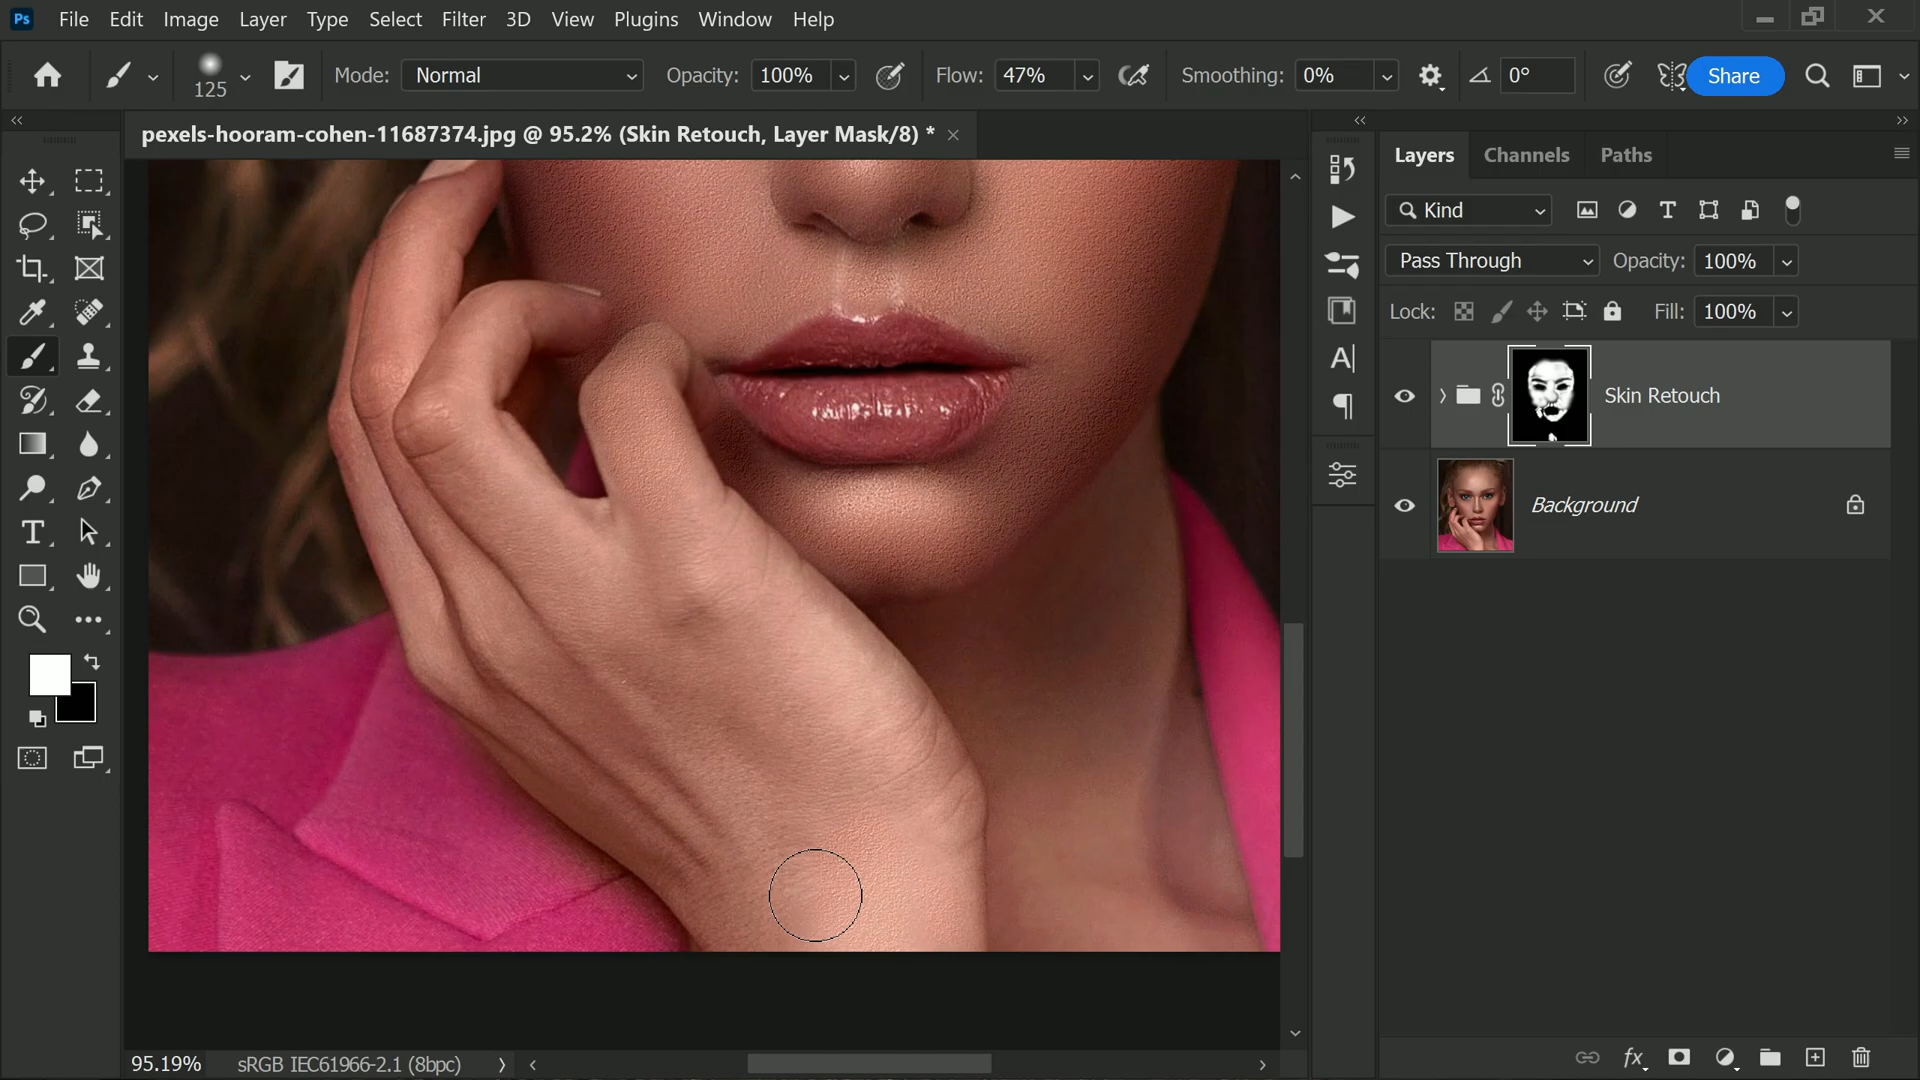 Ps File Edit Image Layer Type Select Filter 3D View Plugins Window Help
125 Mode: Normal Opacity: 100% Flow: 47% Smoothing: 0% 0° Share
pexels-hooram-cohen-11687374.jpg @ 95.2% (Skin Retouch, Layer Mask/8) *
Layers Channels Paths
Kind
Pass Through Opacity: 100%
Lock: Fill: 100%
Skin Retouch
Background
95.19% sRGB IEC61966-2.1 (8bpc)
fx